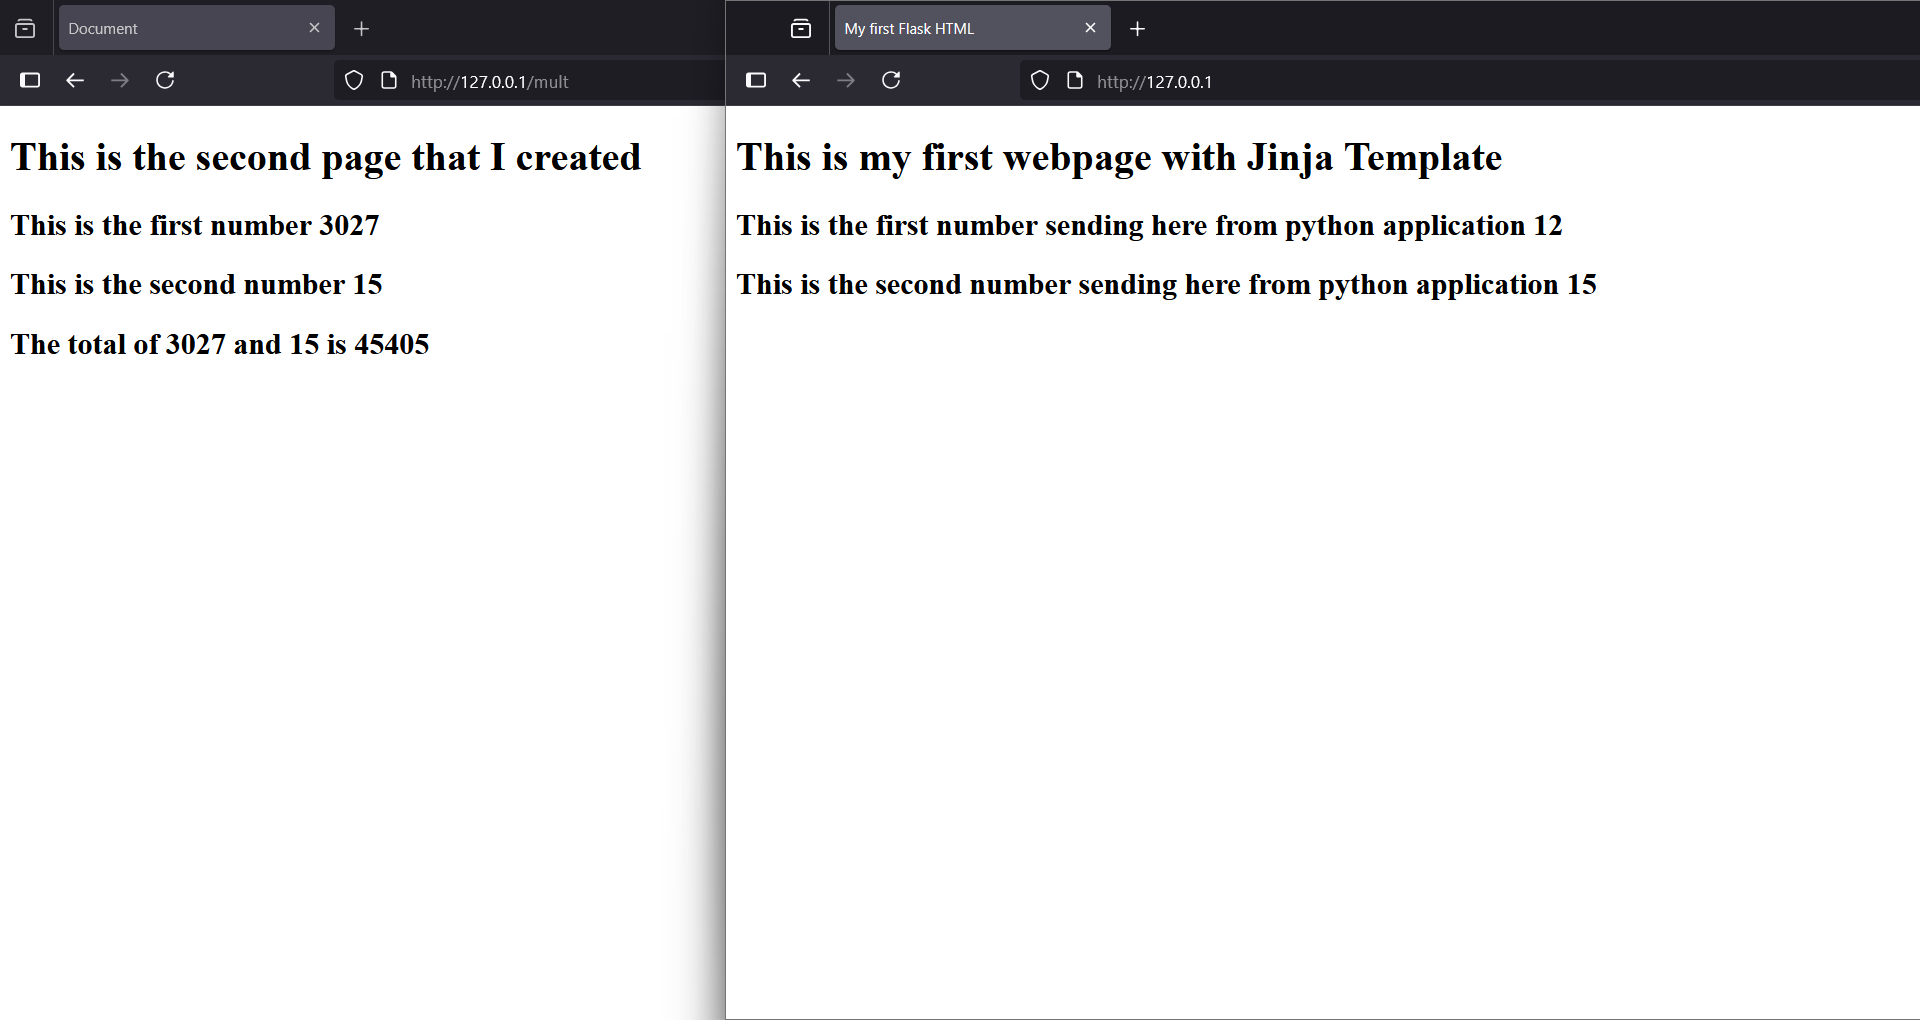 Document
http://127.0.0.1/mult
This is the second page that I created
This is the first number 3027
This is the second number 15
The total of 3027 and 15 is 45405
My first Flask HTML
http://127.0.0.1
This is my first webpage with Jinja Template
This is the first number sending here from python application 12
This is the second number sending here from python application 15